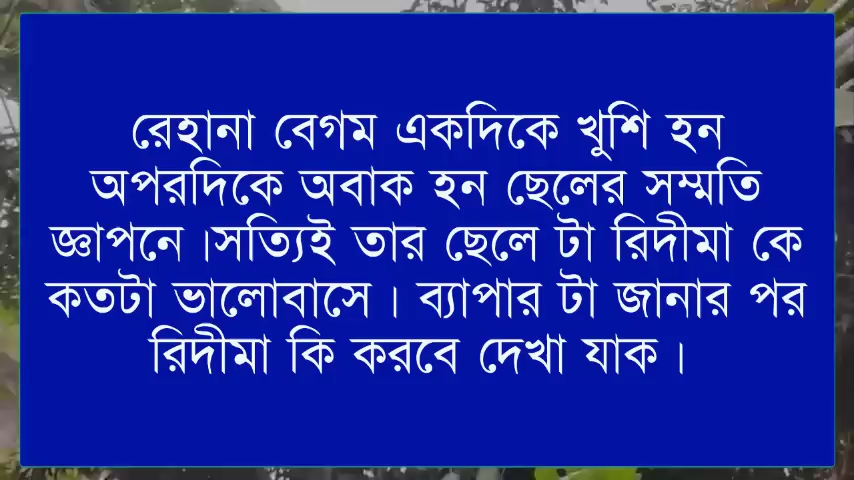 রেহানা বেগম একদিকে খুশি হন
অপরদিকে অবাক হন ছেলের সম্মতি
জ্ঞাপনে ।সত্যিই তার ছেলে টা রিদীমা কে
কতটা ভালোবাসে । ব্যাপার টা জানার পর
রিদীমা কি করবে দেখা যাক ।